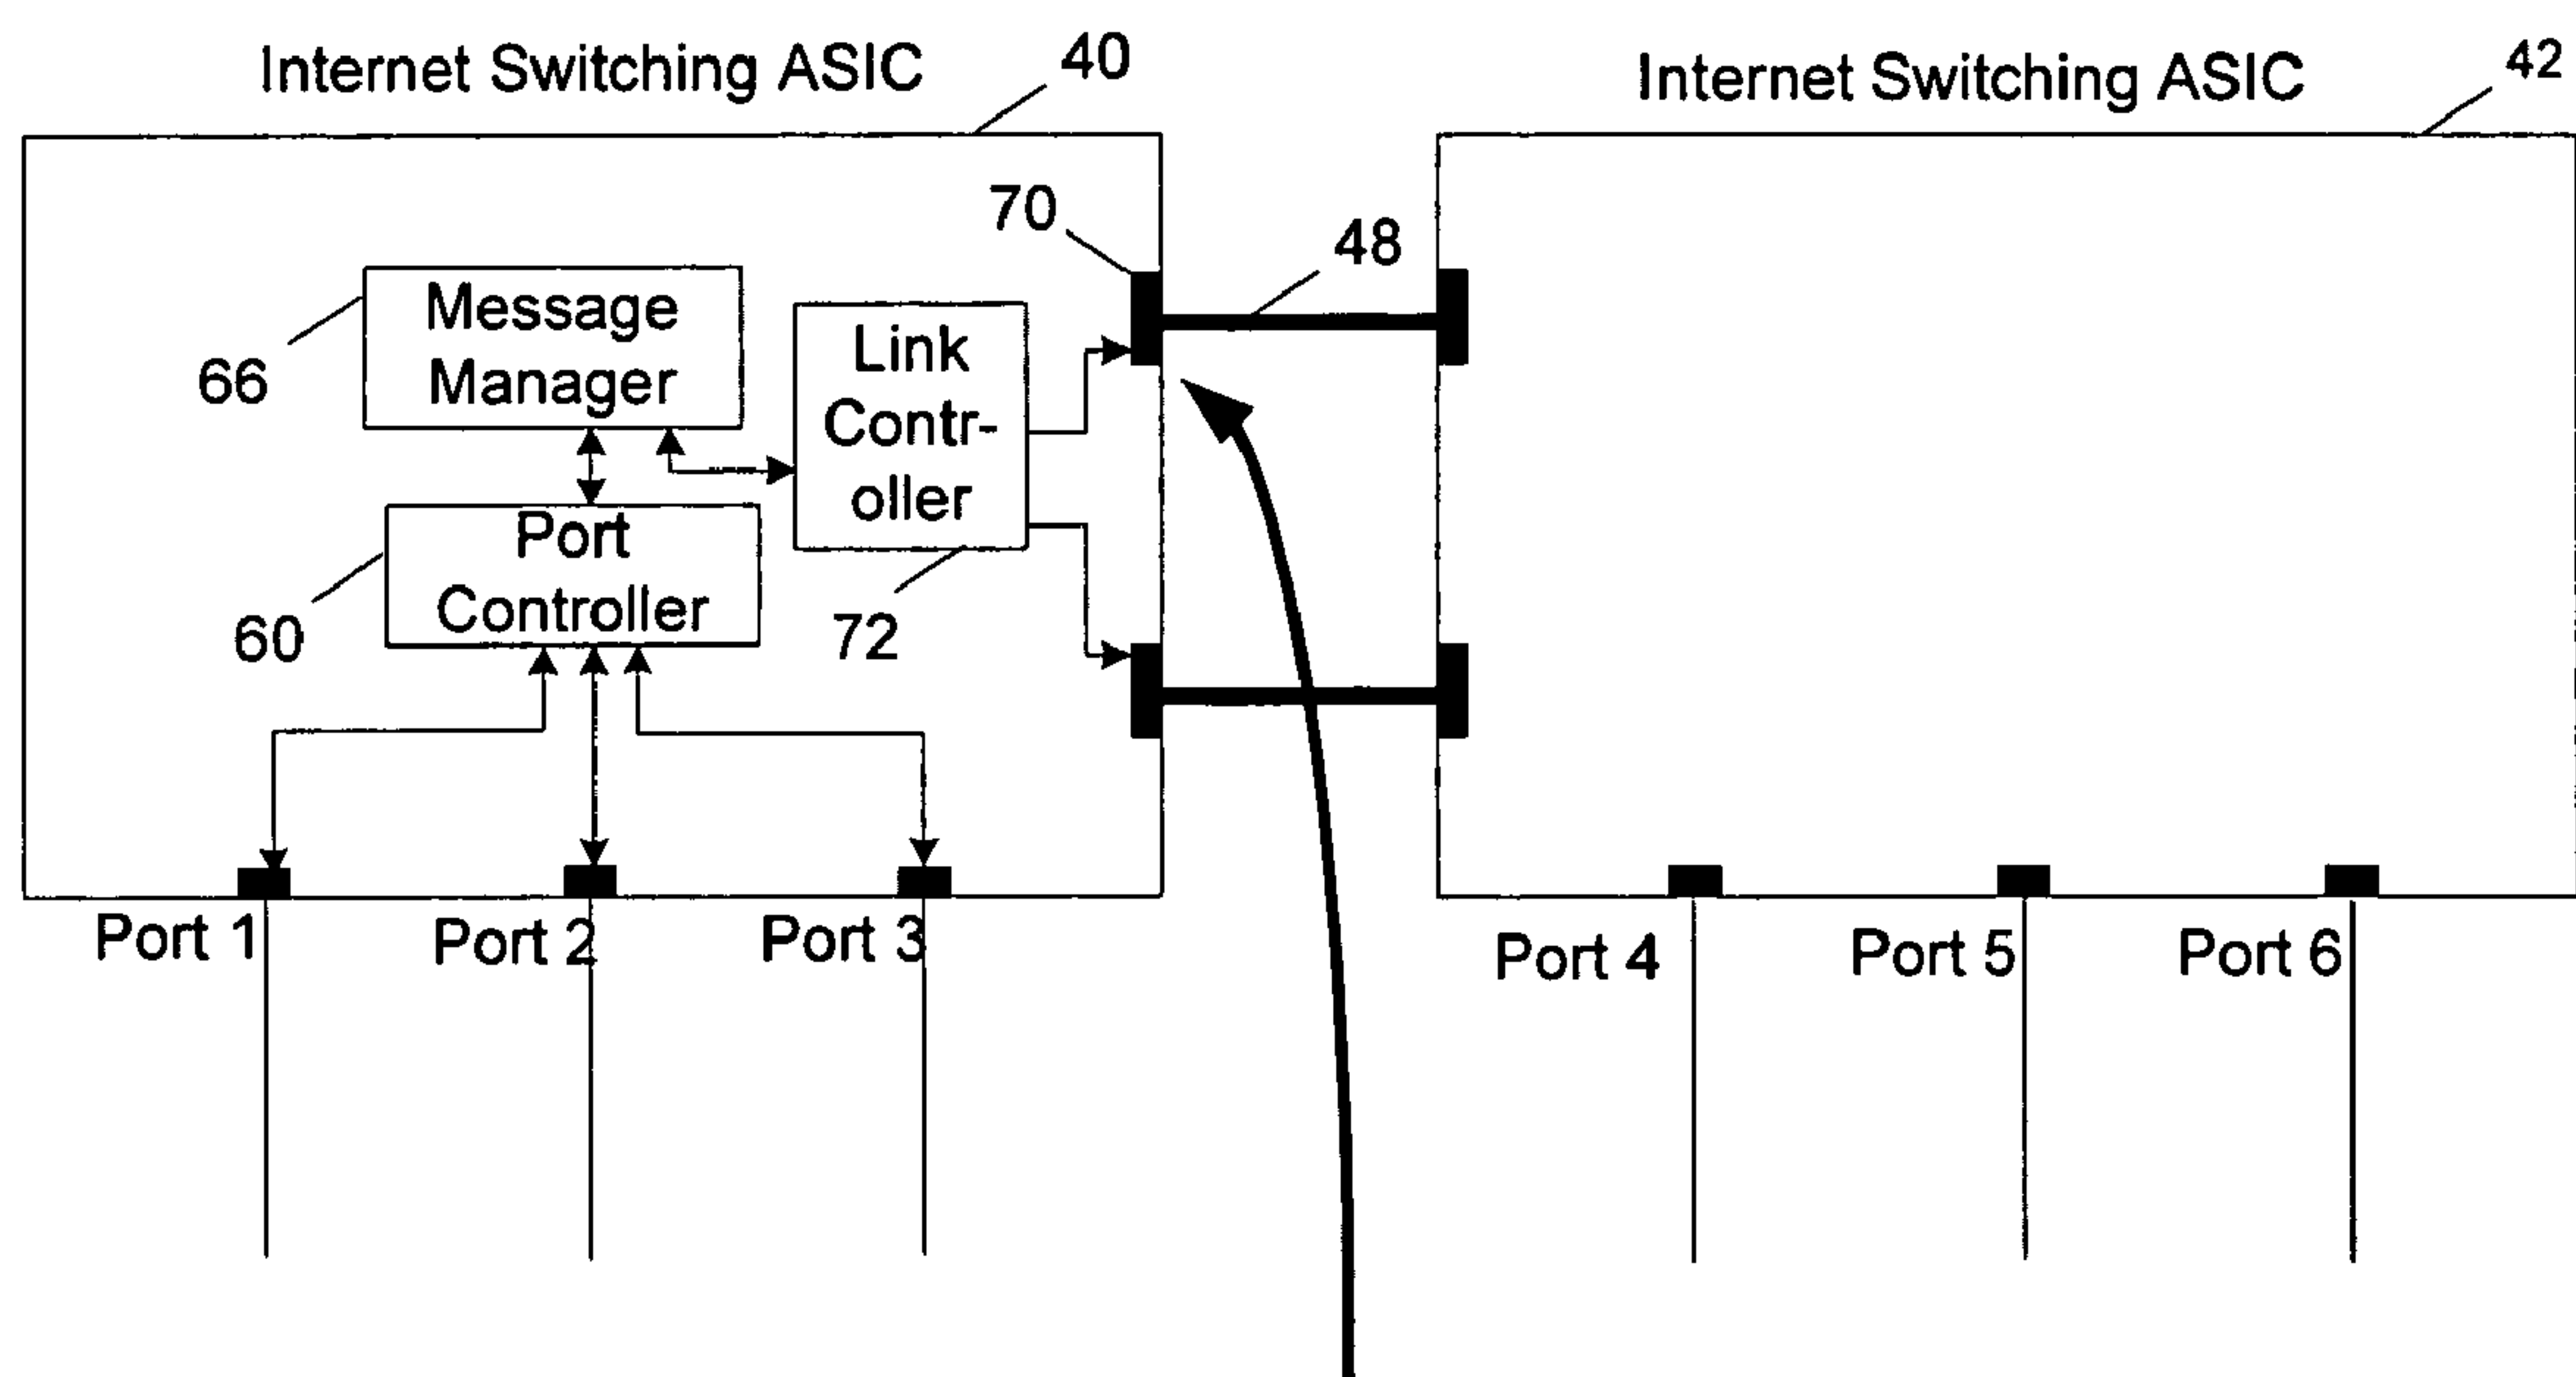 Internet Switching ASIC
40
Internet Switching ASIC
42
70
48
Message
Manager
66
Link
Contr-
oller
Port
Controller
60
72
Port 1
Port 2
Port 3
Port 4
Port 5
Port 6